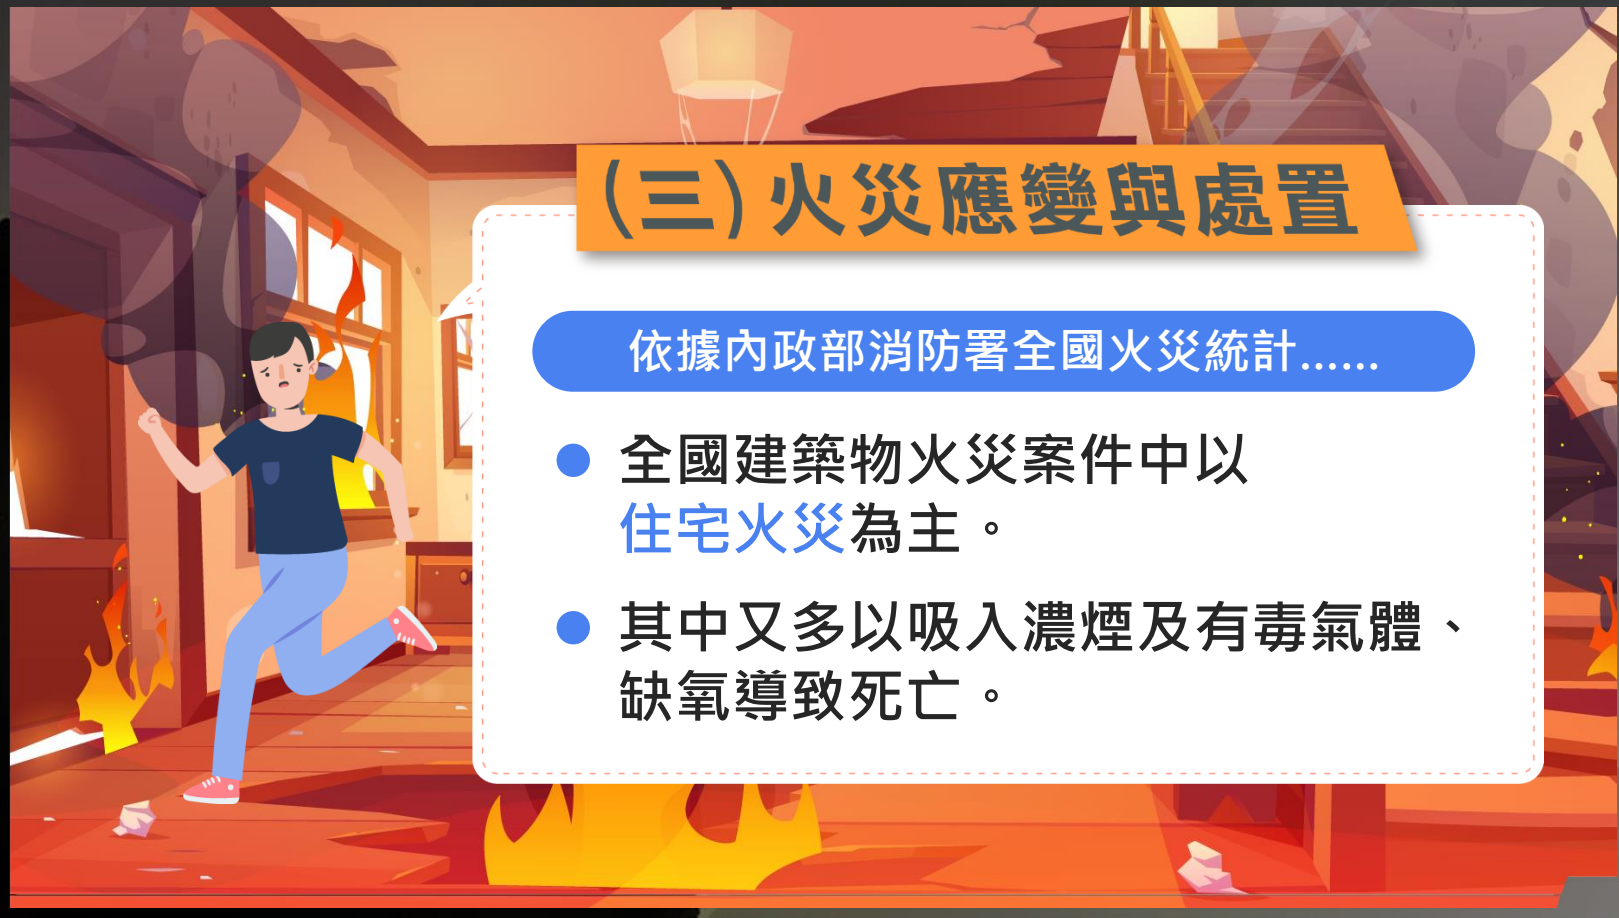 (三)火災應變與處置
依據內政部消防署全國火災統計......
全國建築物火災案件中以
住宅火災為主。
其中又多以吸入濃煙及有毒氣體、
缺氧導致死亡。